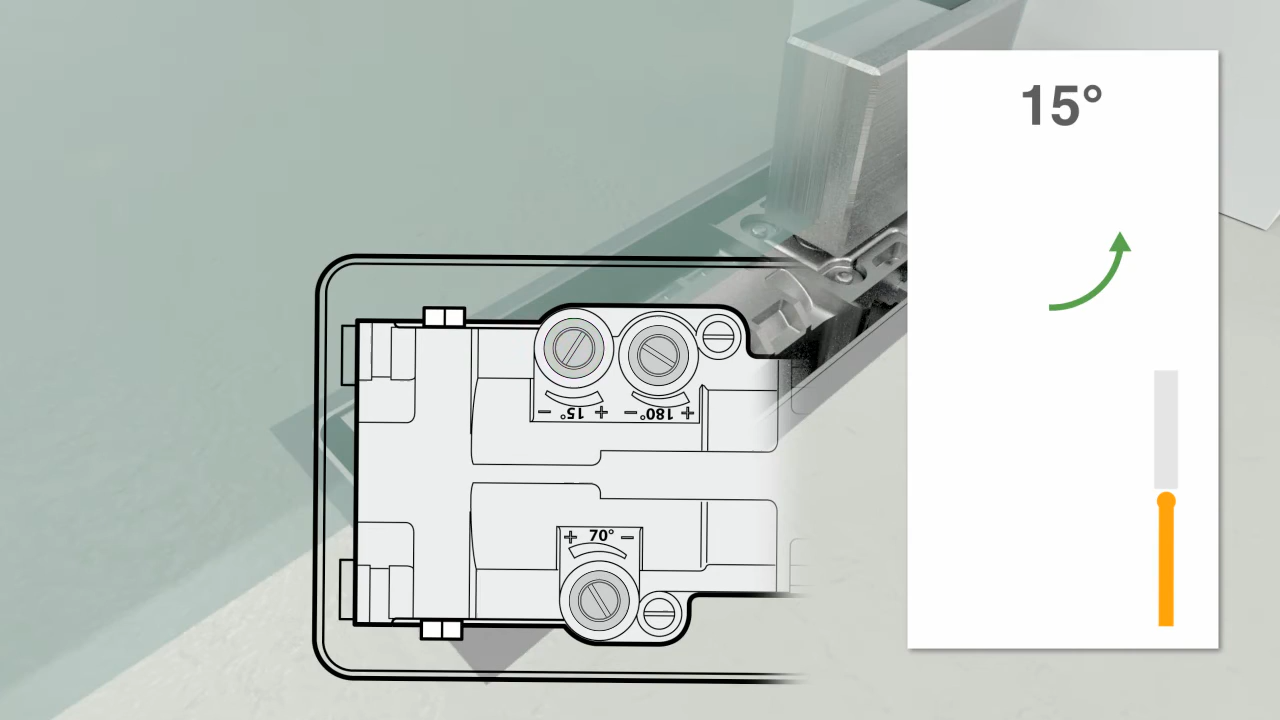 15°
− 15° +
− 180° +
+ 70° −